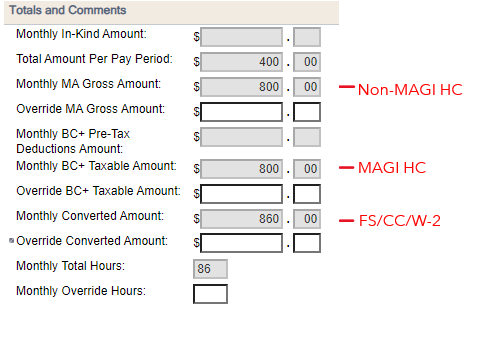 Totals and Comments
Monthly In-Kind Amount: $ .
Total Amount Per Pay Period: $ 400 . 00
Monthly MA Gross Amount: $ 800 . 00 – Non-MAGI HC
Override MA Gross Amount: $ .
Monthly BC+ Pre-Tax
Deductions Amount: $ .
Monthly BC+ Taxable Amount: $ 800 . 00 – MAGI HC
Override BC+ Taxable Amount: $ .
Monthly Converted Amount: $ 860 . 00 – FS/CC/W-2
Override Converted Amount: $ .
Monthly Total Hours: 86
Monthly Override Hours: